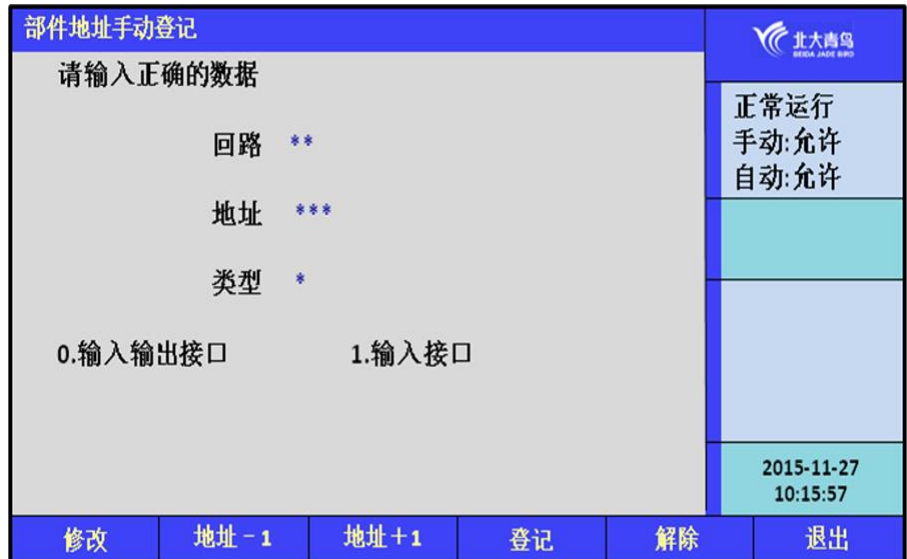 部件地址手动登记
北大青鸟
BEIDA JADE BIRD
请输入正确的数据
回路 **
地址 ***
类型 *
0.输入输出接口 1.输入接口
正常运行
手动:允许
自动:允许
2015-11-27
10:15:57
修改 地址-1 地址+1 登记 解除 退出